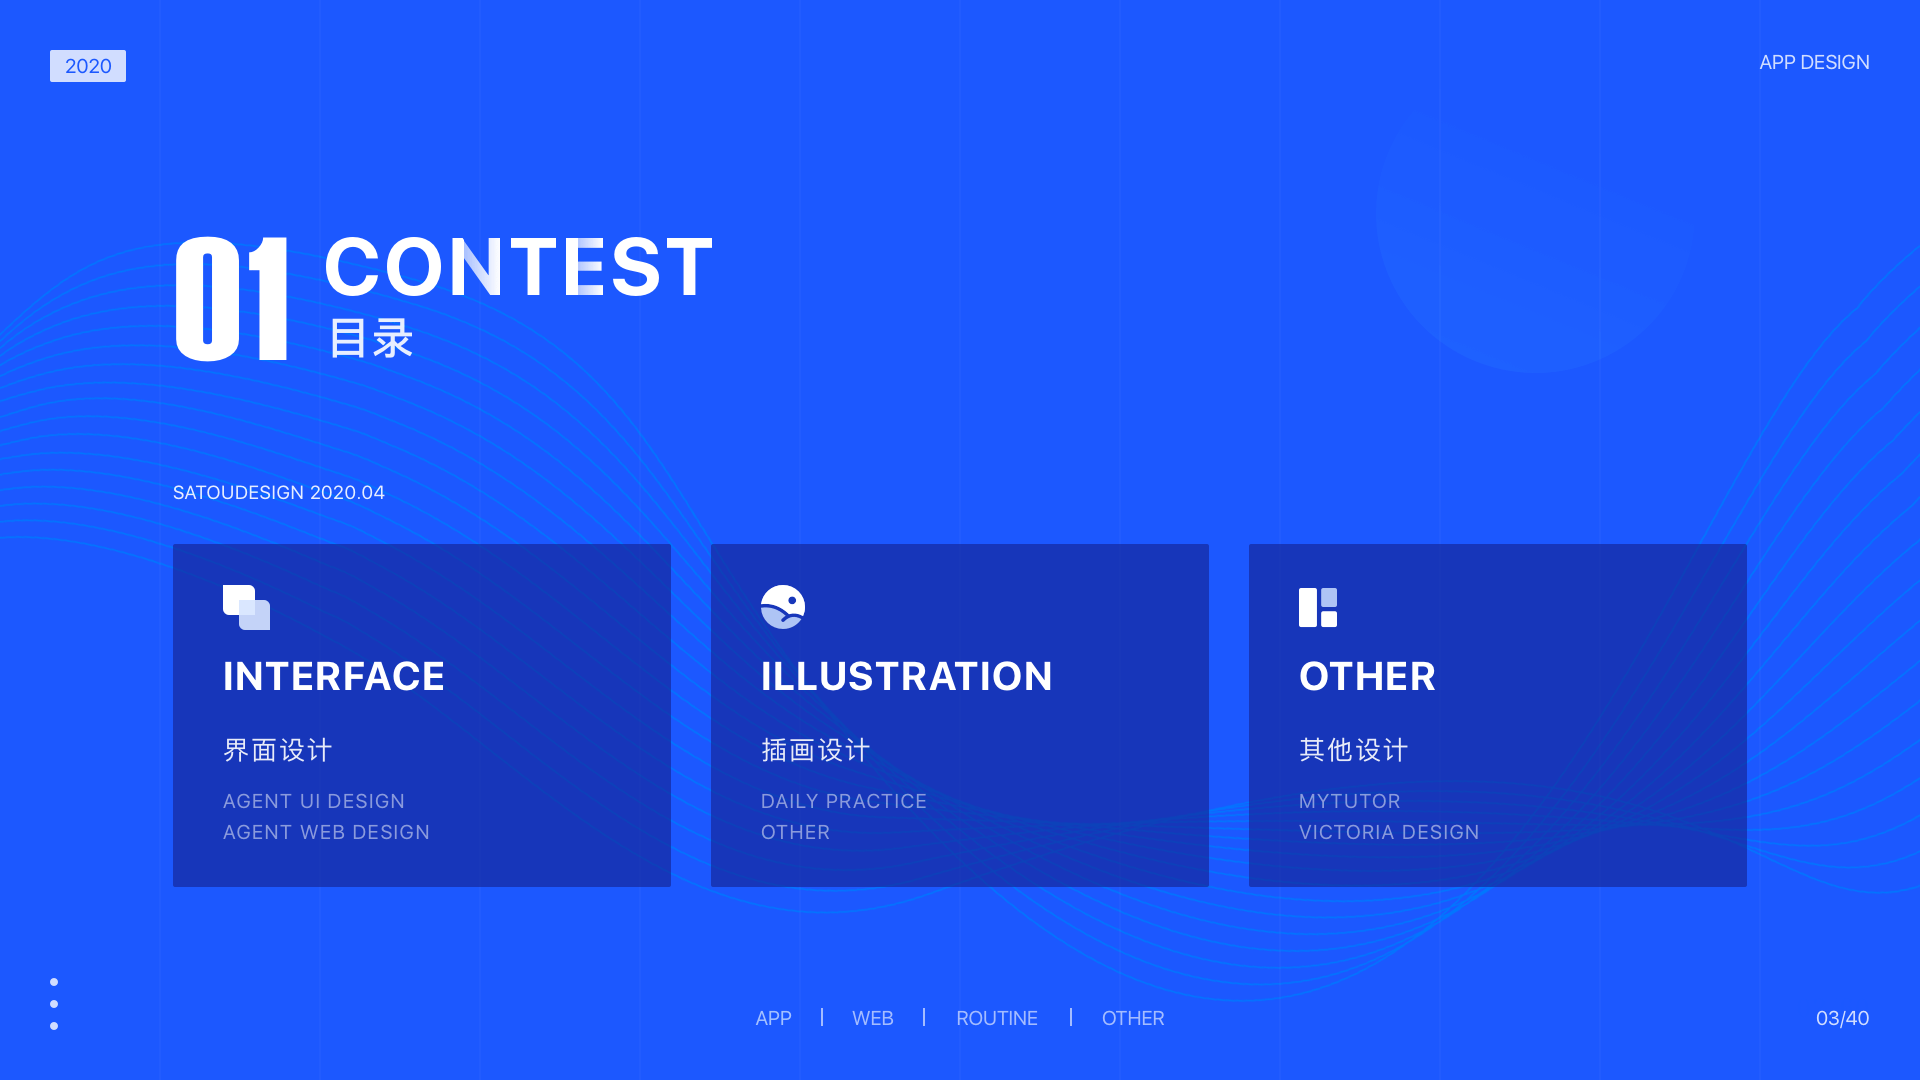 2020
APP DESIGN
01
CONTEST
目录
SATOUDESIGN 2020.04
INTERFACE
界面设计
AGENT UI DESIGN
AGENT WEB DESIGN
ILLUSTRATION
插画设计
DAILY PRACTICE
OTHER
OTHER
其他设计
MYTUTOR
VICTORIA DESIGN
APP | WEB | ROUTINE | OTHER
03/40